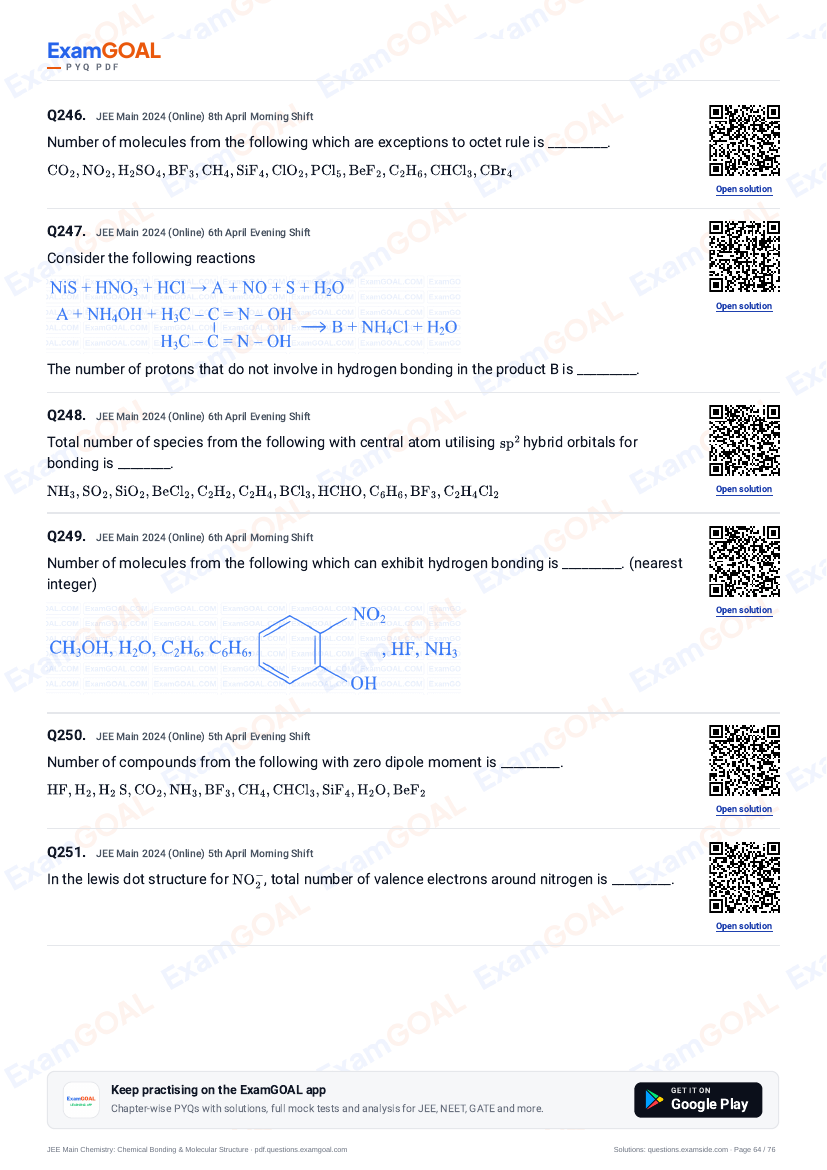 ExamGOAL
PYQ PDF
Q246. JEE Main 2024 (Online) 8th April Morning Shift
Number of molecules from the following which are exceptions to octet rule is _________.
CO₂, NO₂, H₂SO₄, BF₃, CH₄, SiF₄, ClO₂, PCl₅, BeF₂, C₂H₆, CHCl₃, CBr₄
Open solution
Q247. JEE Main 2024 (Online) 6th April Evening Shift
Consider the following reactions
NiS + HNO₃ + HCl → A + NO + S + H₂O
A + NH₄OH + H₃C – C = N – OH
|
⟶ B + NH₄Cl + H₂O
H₃C – C = N – OH
The number of protons that do not involve in hydrogen bonding in the product B is _________.
Open solution
Q248. JEE Main 2024 (Online) 6th April Evening Shift
Total number of species from the following with central atom utilising sp² hybrid orbitals for
bonding is ________.
NH₃, SO₂, SiO₂, BeCl₂, C₂H₂, C₂H₄, BCl₃, HCHO, C₆H₆, BF₃, C₂H₄Cl₂
Open solution
Q249. JEE Main 2024 (Online) 6th April Morning Shift
Number of molecules from the following which can exhibit hydrogen bonding is _________. (nearest
integer)
Open solution
NO₂
CH₃OH, H₂O, C₂H₆, C₆H₆, , HF, NH₃
OH
Q250. JEE Main 2024 (Online) 5th April Evening Shift
Number of compounds from the following with zero dipole moment is _________.
HF, H₂, H₂ S, CO₂, NH₃, BF₃, CH₄, CHCl₃, SiF₄, H₂O, BeF₂
Open solution
Q251. JEE Main 2024 (Online) 5th April Morning Shift
In the lewis dot structure for NO₂⁻, total number of valence electrons around nitrogen is _________.
Open solution
Keep practising on the ExamGOAL app
Chapter-wise PYQs with solutions, full mock tests and analysis for JEE, NEET, GATE and more.
GET IT ON
Google Play
JEE Main Chemistry: Chemical Bonding & Molecular Structure · pdf.questions.examgoal.com
Solutions: questions.examside.com · Page 64 / 76